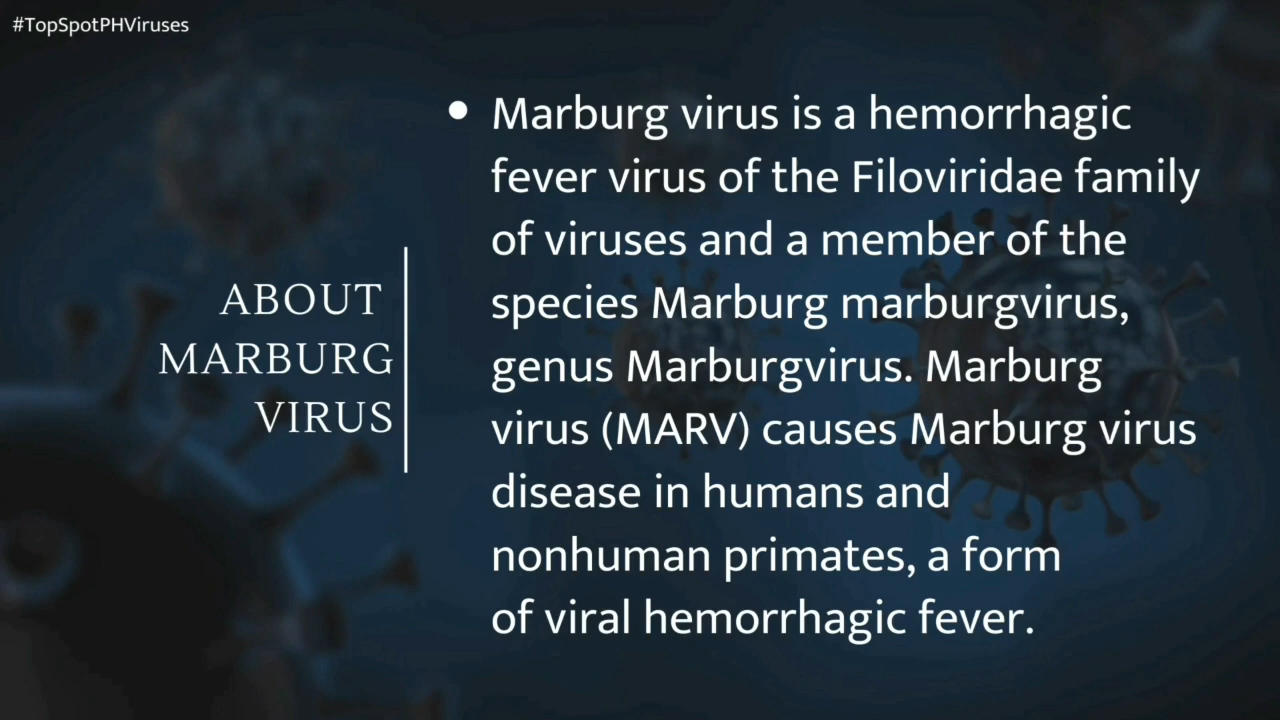 #TopSpotPHViruses
ABOUT
MARBURG
VIRUS
• Marburg virus is a hemorrhagic
fever virus of the Filoviridae family
of viruses and a member of the
species Marburg marburgvirus,
genus Marburgvirus. Marburg
virus (MARV) causes Marburg virus
disease in humans and
nonhuman primates, a form
of viral hemorrhagic fever.